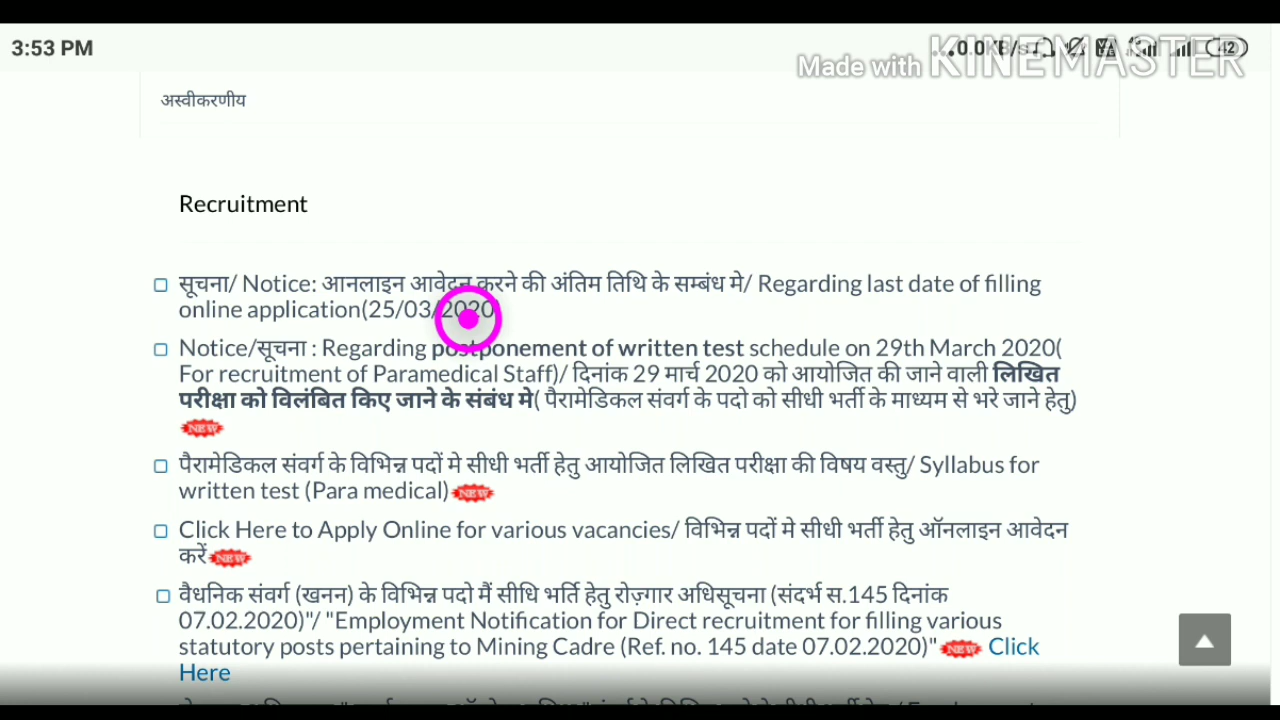 3:53 PM
...0.0KB/s 42
Made with KINEMASTER
अस्वीकरणीय
Recruitment
सूचना/ Notice: आनलाइन आवेदन करने की अंतिम तिथि के सम्बंध मे/ Regarding last date of filling
online application(25/03/2020)
Notice/सूचना : Regarding postponement of written test schedule on 29th March 2020(
For recruitment of Paramedical Staff)/ दिनांक 29 मार्च 2020 को आयोजित की जाने वाली लिखित
परीक्षा को विलंबित किए जाने के संबंध मे( पैरामेडिकल संवर्ग के पदो को सीधी भर्ती के माध्यम से भरे जाने हेतु)
NEW
पैरामेडिकल संवर्ग के विभिन्न पदों मे सीधी भर्ती हेतु आयोजित लिखित परीक्षा की विषय वस्तु/ Syllabus for
written test (Para medical) NEW
Click Here to Apply Online for various vacancies/ विभिन्न पदों मे सीधी भर्ती हेतु ऑनलाइन आवेदन
करें NEW
वैधनिक संवर्ग (खनन) के विभिन्न पदो मैं सीधि भर्ति हेतु रोज़्गार अधिसूचना (संदर्भ स.145 दिनांक
07.02.2020)"/ "Employment Notification for Direct recruitment for filling various
statutory posts pertaining to Mining Cadre (Ref. no. 145 date 07.02.2020)" NEW Click
Here